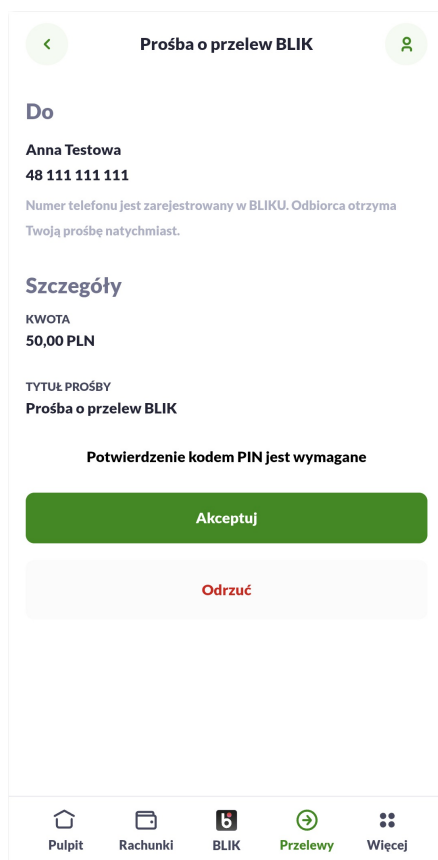 Prośba o przelew BLIK
Do
Anna Testowa
48 111 111 111
Numer telefonu jest zarejestrowany w BLIKU. Odbiorca otrzyma
Twoją prośbę natychmiast.
Szczegóły
KWOTA
50,00 PLN
TYTUŁ PROŚBY
Prośba o przelew BLIK
Potwierdzenie kodem PIN jest wymagane
Akceptuj
Odrzuć
Pulpit Rachunki BLIK Przelewy Więcej